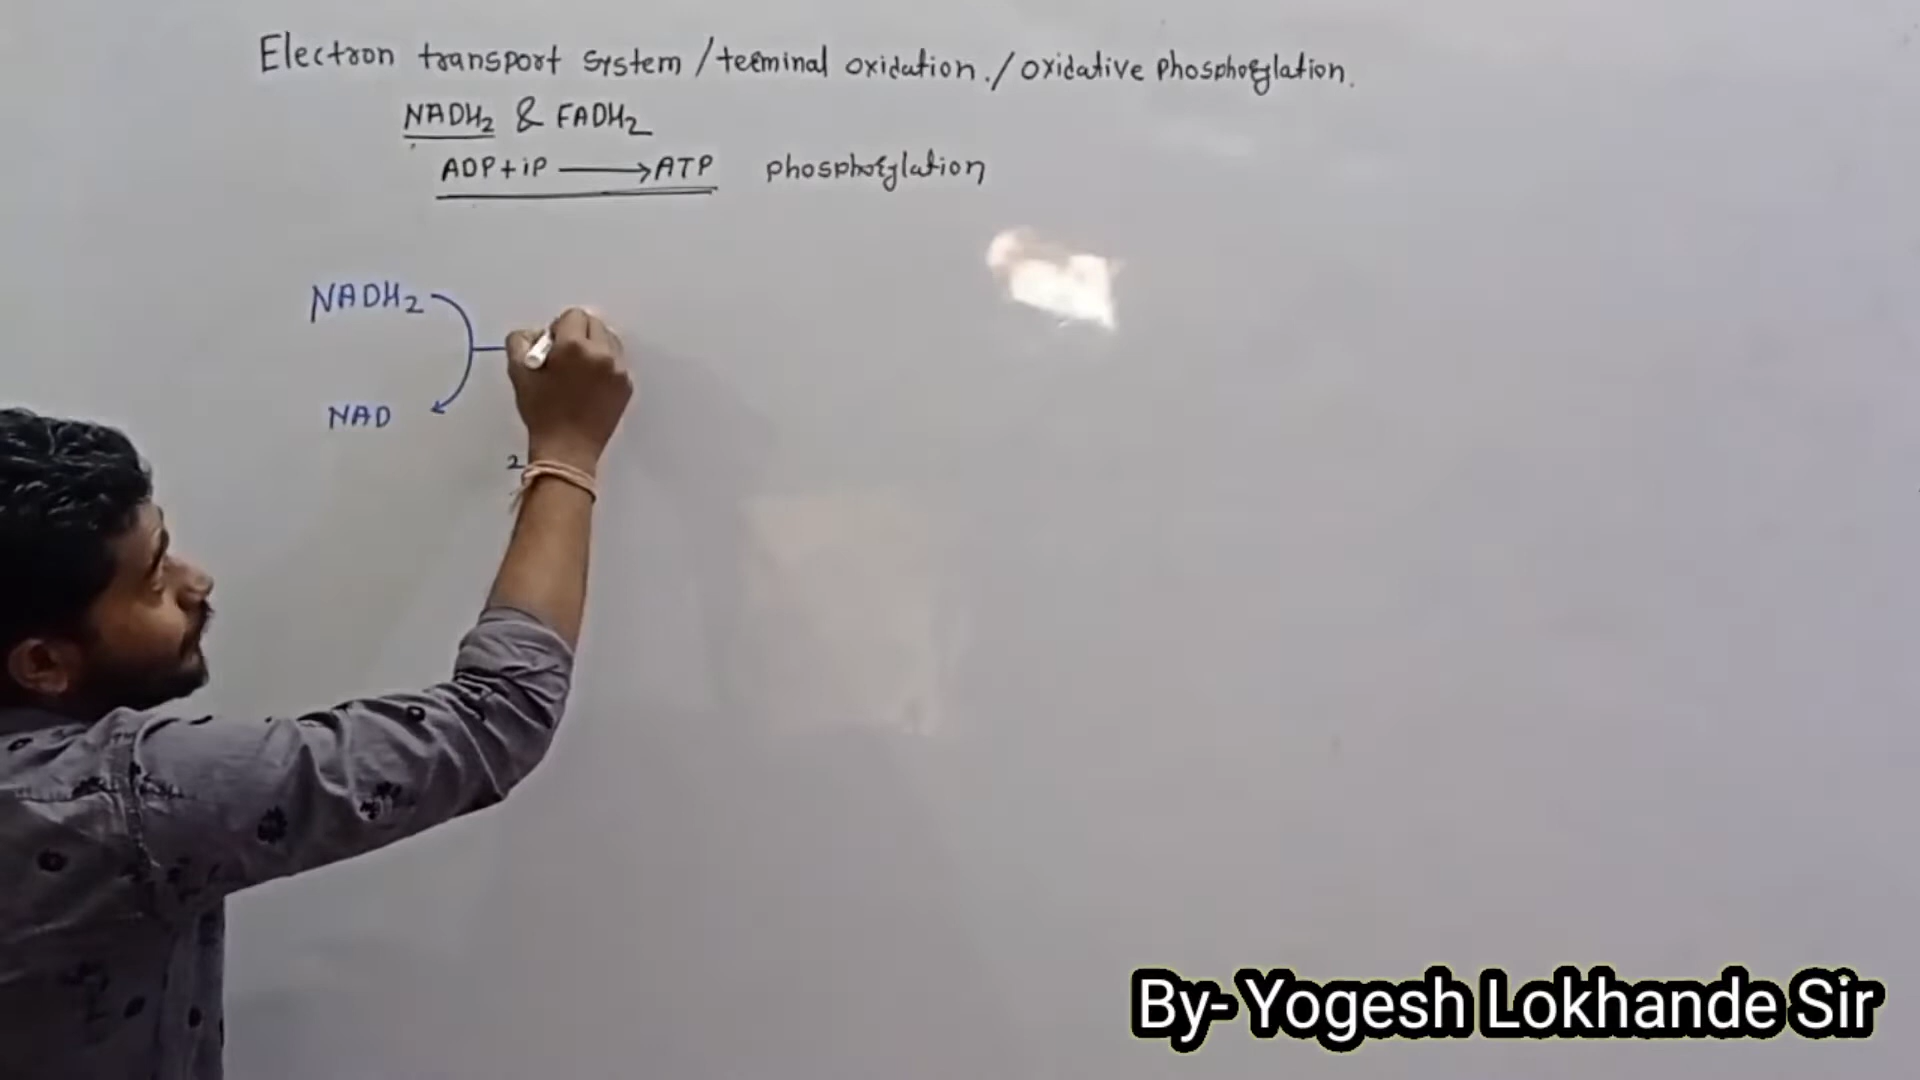 Electron transport system / terminal oxidation. / oxidative phosphorylation.
NADH₂ & FADH₂
ADP+iP ⟶ ATP phosphorylation
NADH₂
NAD
2
By- Yogesh Lokhande Sir